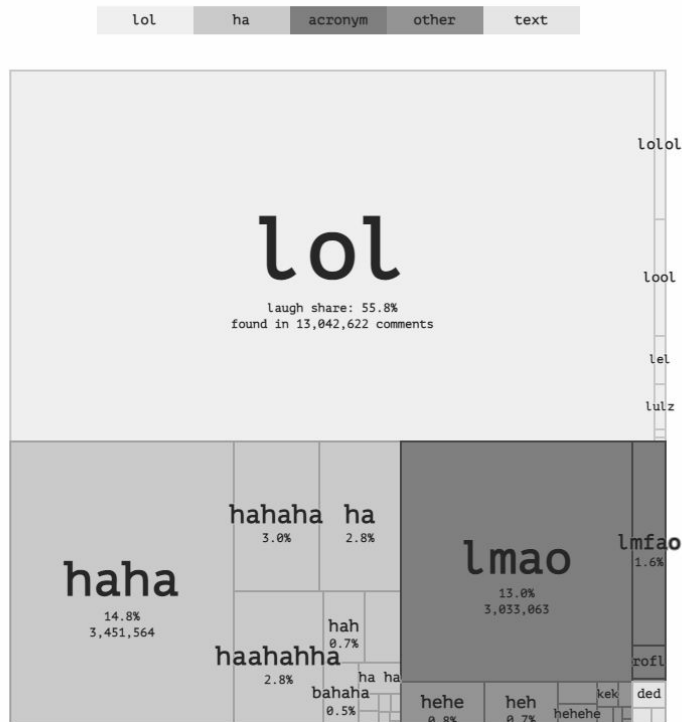 lol ha acronym other text
lolol
lol
laugh share: 55.8%
found in 13,042,622 comments
lool
lel
lulz
haha
14.8%
3,451,564
hahaha
3.0%
ha
2.8%
haahahha
2.8%
hah
0.7%
ha ha
bahaha
0.5%
lmao
13.0%
3,033,063
lmfao
1.6%
rofl
hehe
0.8%
heh
0.7%
hehehe
kek
ded